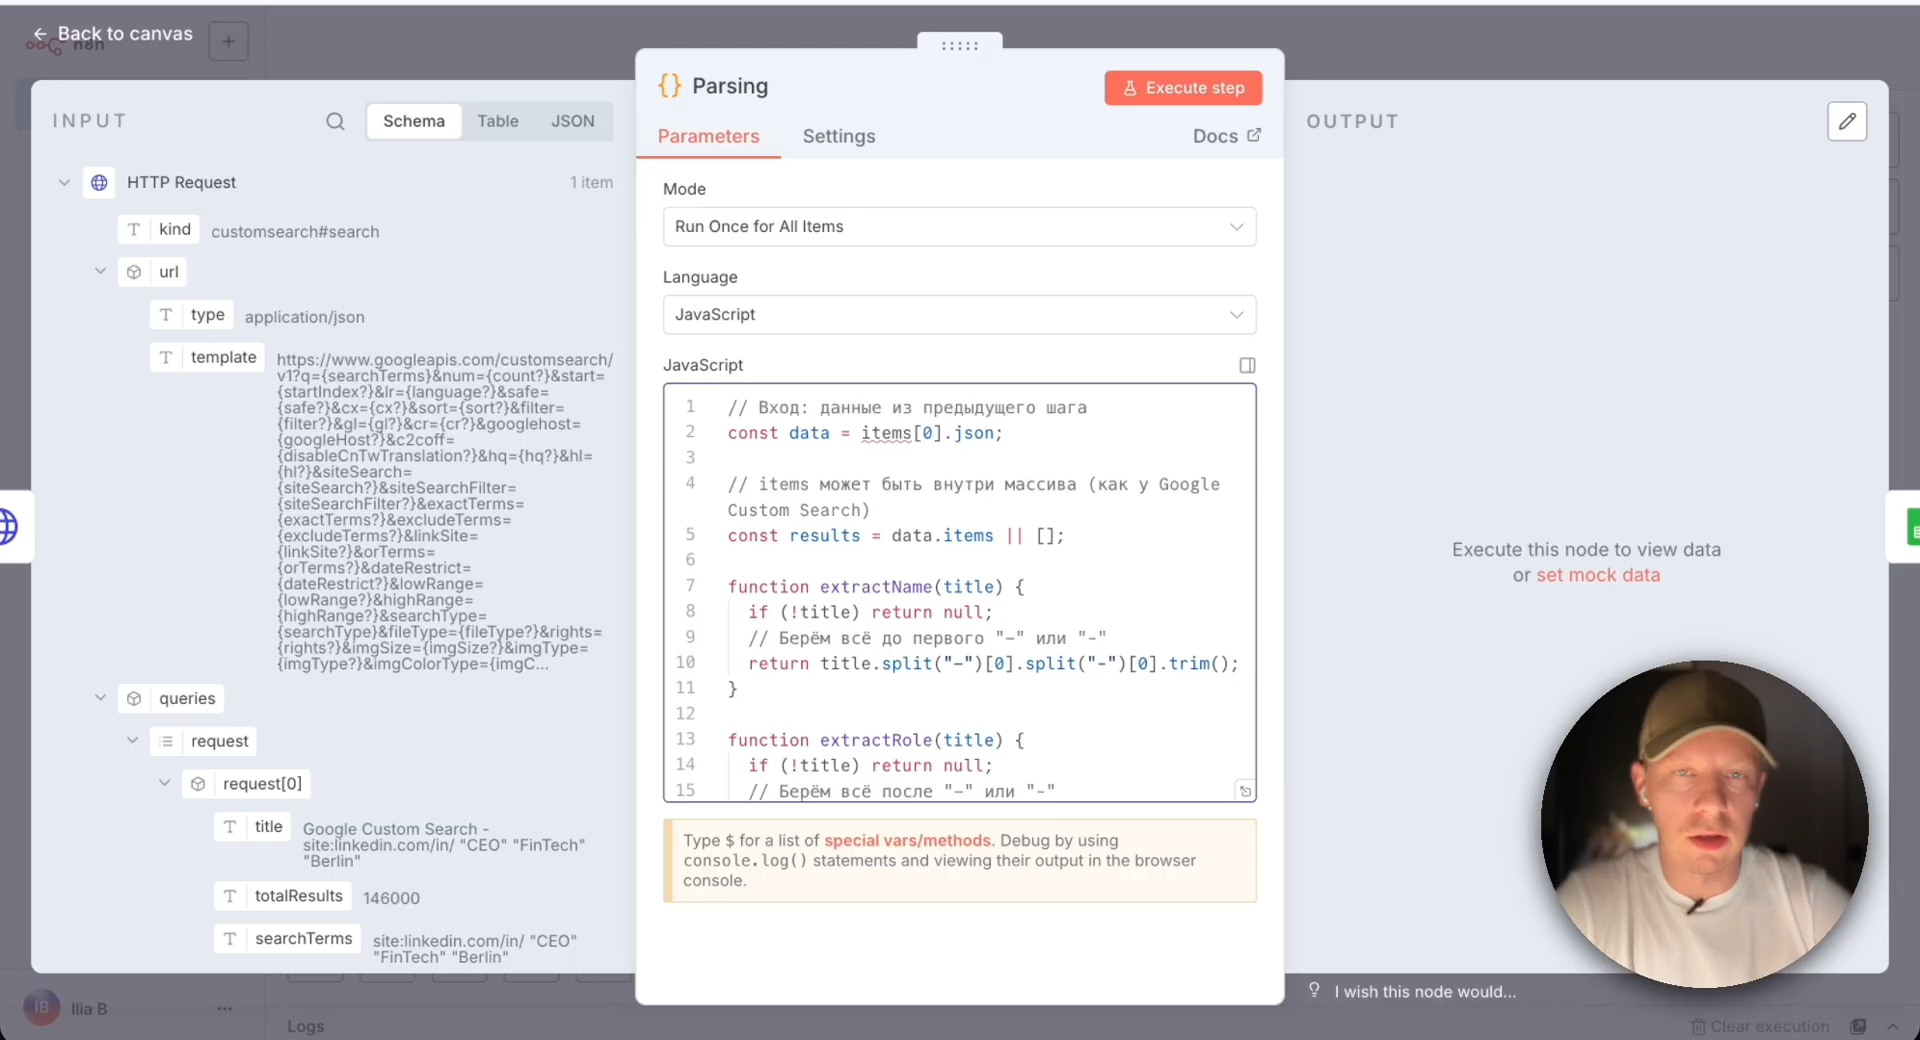 ← Back to canvas
n8n
+
INPUT
Schema
Table
JSON
HTTP Request
1 item
T kind customsearch#search
url
T type application/json
T template https://www.googleapis.com/customsearch/
v1?q={searchTerms}&num={count?}&start=
{startIndex?}&lr={language?}&safe=
{safe?}&cx={cx?}&sort={sort?}&filter=
{filter?}&gl={gl?}&cr={cr?}&googlehost=
{googleHost?}&c2coff=
{disableCnTwTranslation?}&hq={hq?}&hl=
{hl?}&siteSearch=
{siteSearch?}&siteSearchFilter=
{siteSearchFilter?}&exactTerms=
{exactTerms?}&excludeTerms=
{excludeTerms?}&linkSite=
{linkSite?}&orTerms=
{orTerms?}&dateRestrict=
{dateRestrict?}&lowRange=
{lowRange?}&highRange=
{highRange?}&searchType=
{searchType}&fileType={fileType?}&rights=
{rights?}&imgSize={imgSize?}&imgType=
{imgType?}&imgColorType={imgC...
queries
request
request[0]
T title Google Custom Search -
site:linkedin.com/in/ "CEO" "FinTech"
"Berlin"
T totalResults 146000
T searchTerms site:linkedin.com/in/ "CEO"
"FinTech" "Berlin"
IB Ilia B ...
Logs
{} Parsing
Execute step
Parameters
Settings
Docs
Mode
Run Once for All Items
Language
JavaScript
JavaScript
1 // Вход: данные из предыдущего шага
2 const data = items[0].json;
3
4 // items может быть внутри массива (как у Google
Custom Search)
5 const results = data.items || [];
6
7 function extractName(title) {
8 if (!title) return null;
9 // Берём всё до первого "–" или "-"
10 return title.split("–")[0].split("-")[0].trim();
11 }
12
13 function extractRole(title) {
14 if (!title) return null;
15 // Берём всё после "–" или "-"
Type $ for a list of special vars/methods. Debug by using
console.log() statements and viewing their output in the browser
console.
OUTPUT
Execute this node to view data
or set mock data
I wish this node would...
Clear execution